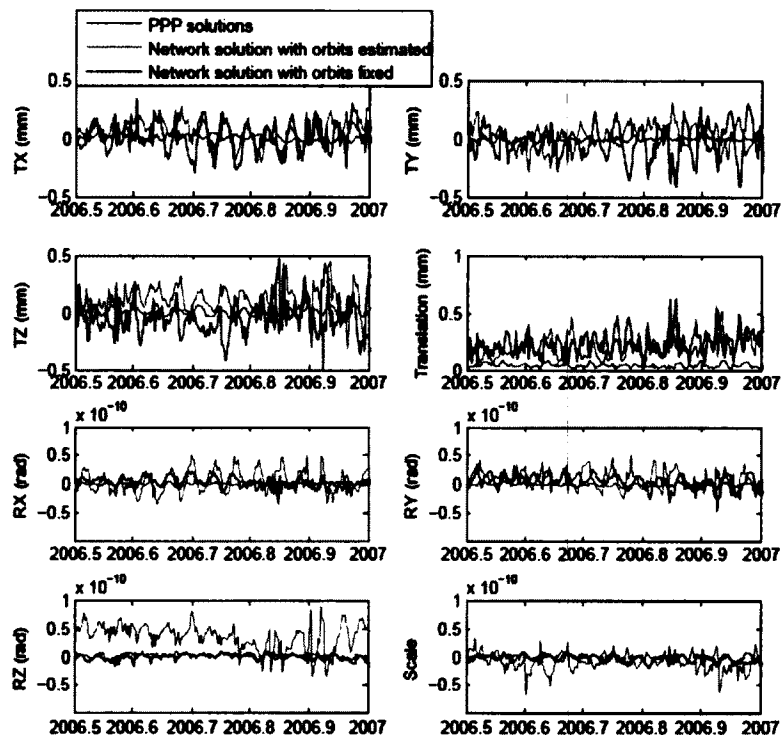 PPP solutions
Network solution with orbits estimated
Network solution with orbits fixed
0.5
0
−0.5
TX (mm)
2006.5 2006.6 2006.7 2006.8 2006.9 2007
0.5
0
−0.5
TY (mm)
2006.5 2006.6 2006.7 2006.8 2006.9 2007
0.5
0
−0.5
TZ (mm)
2006.5 2006.6 2006.7 2006.8 2006.9 2007
1
0.5
0
Translation (mm)
2006.5 2006.6 2006.7 2006.8 2006.9 2007
x 10⁻¹⁰
1
0.5
0
−0.5
RX (rad)
2006.5 2006.6 2006.7 2006.8 2006.9 2007
x 10⁻¹⁰
1
0.5
0
−0.5
RY (rad)
2006.5 2006.6 2006.7 2006.8 2006.9 2007
x 10⁻¹⁰
1
0.5
0
−0.5
RZ (rad)
2006.5 2006.6 2006.7 2006.8 2006.9 2007
x 10⁻¹⁰
1
0.5
0
−0.5
Scale
2006.5 2006.6 2006.7 2006.8 2006.9 2007